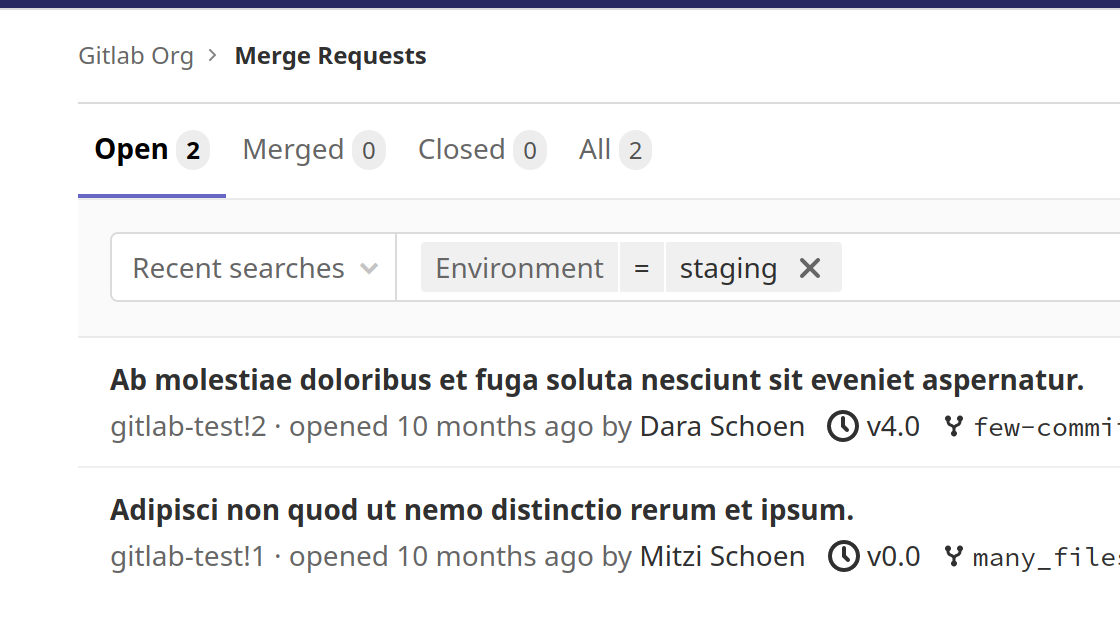 Gitlab Org > Merge Requests
Open 2 Merged 0 Closed 0 All 2
Recent searches Environment = staging
Ab molestiae doloribus et fuga soluta nesciunt sit eveniet aspernatur.
gitlab-test!2 · opened 10 months ago by Dara Schoen v4.0 few-commi
Adipisci non quod ut nemo distinctio rerum et ipsum.
gitlab-test!1 · opened 10 months ago by Mitzi Schoen v0.0 many_files